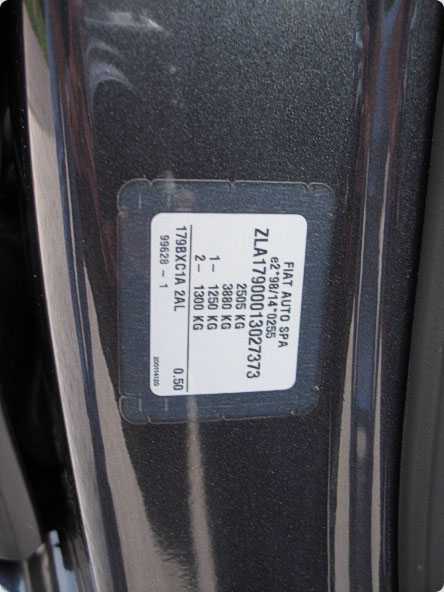 FIAT AUTO SPA
e2*98/14*0255
ZLA17900013027373
2505 KG
3880 KG
1– 1250 KG
2– 1300 KG
179BXC1A 2AL 0.50
99628 – 1